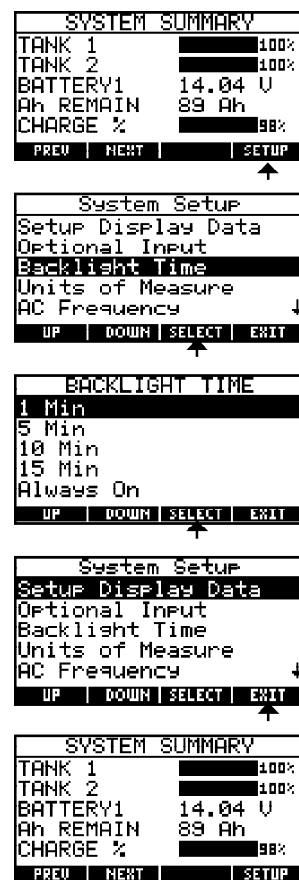 SYSTEM SUMMARY
TANK 1 100%
TANK 2 100%
BATTERY1 14.04 V
Ah REMAIN 89 Ah
CHARGE % 98%
PREV NEXT SETUP
System Setup
Setup Display Data
Optional Input
Backlight Time
Units of Measure
AC Frequency ↓
UP DOWN SELECT EXIT
BACKLIGHT TIME
1 Min
5 Min
10 Min
15 Min
Always On
UP DOWN SELECT EXIT
System Setup
Setup Display Data
Optional Input
Backlight Time
Units of Measure
AC Frequency ↓
UP DOWN SELECT EXIT
SYSTEM SUMMARY
TANK 1 100%
TANK 2 100%
BATTERY1 14.04 V
Ah REMAIN 89 Ah
CHARGE % 98%
PREV NEXT SETUP